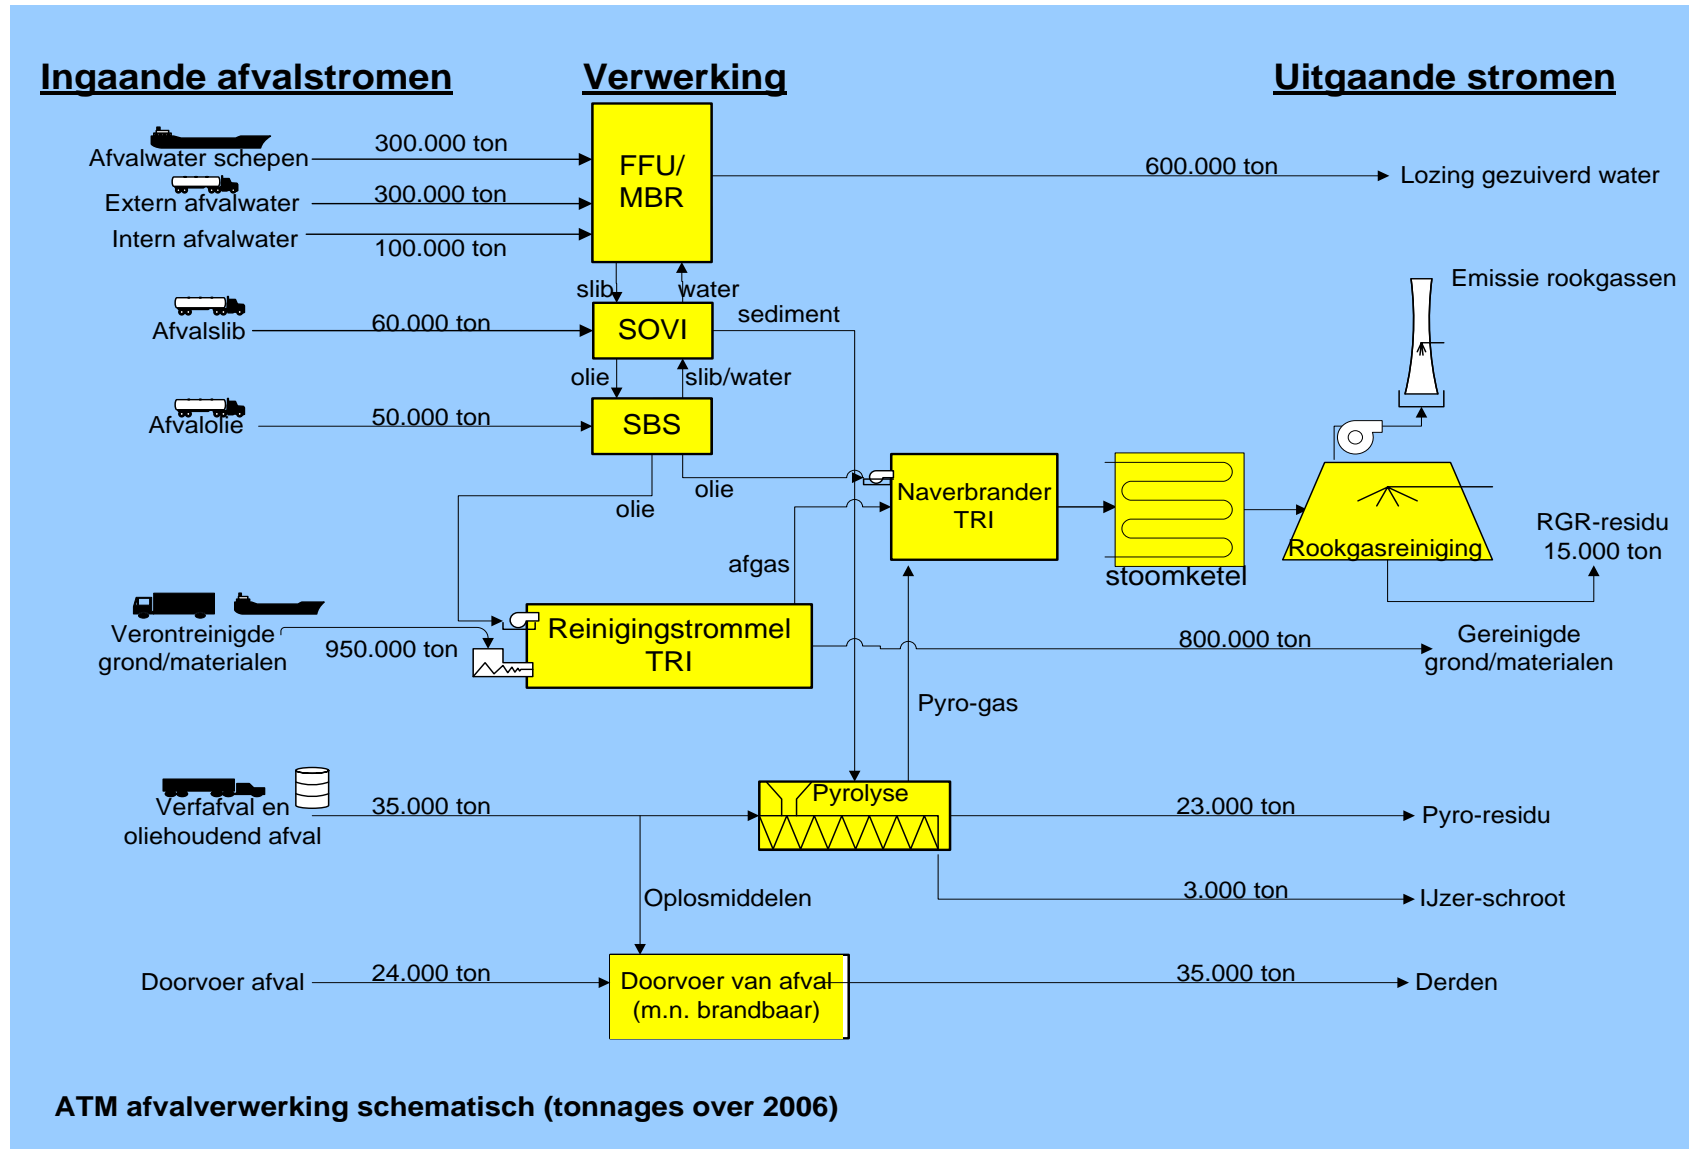 Ingaande afvalstromen
Verwerking
Uitgaande stromen
Afvalwater schepen
300.000 ton
FFU/
MBR
600.000 ton
Lozing gezuiverd water
Extern afvalwater
300.000 ton
Intern afvalwater
100.000 ton
slib
water
Emissie rookgassen
Afvalslib
60.000 ton
SOVI
sediment
olie
slib/water
Afvalolie
50.000 ton
SBS
olie
olie
Naverbrander
TRI
stoomketel
Rookgasreiniging
RGR-residu
15.000 ton
afgas
Verontreinigde
grond/materialen
950.000 ton
Reinigingstrommel
TRI
800.000 ton
Gereinigde
grond/materialen
Pyro-gas
Verfafval en
oliehoudend afval
35.000 ton
Pyrolyse
23.000 ton
Pyro-residu
Oplosmiddelen
3.000 ton
IJzer-schroot
Doorvoer afval
24.000 ton
Doorvoer van afval
(m.n. brandbaar)
35.000 ton
Derden
ATM afvalverwerking schematisch (tonnages over 2006)